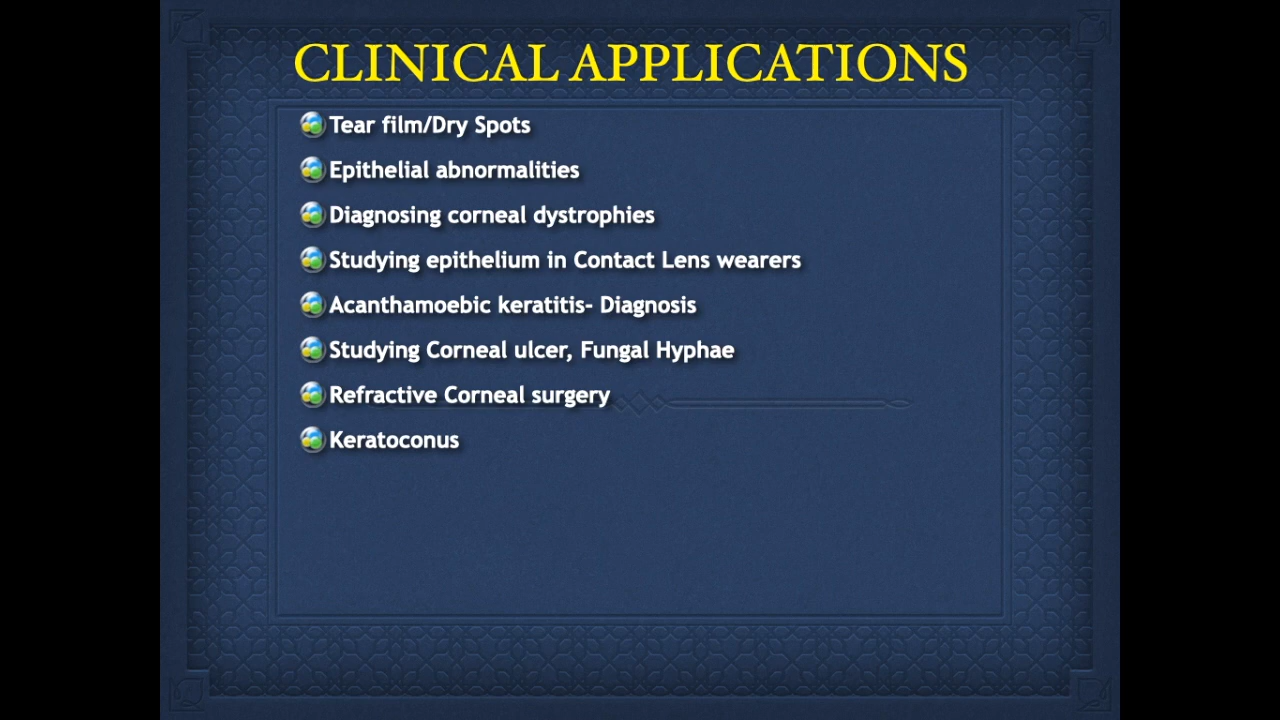 CLINICAL APPLICATIONS
Tear film/Dry Spots
Epithelial abnormalities
Diagnosing corneal dystrophies
Studying epithelium in Contact Lens wearers
Acanthamoebic keratitis- Diagnosis
Studying Corneal ulcer, Fungal Hyphae
Refractive Corneal surgery
Keratoconus